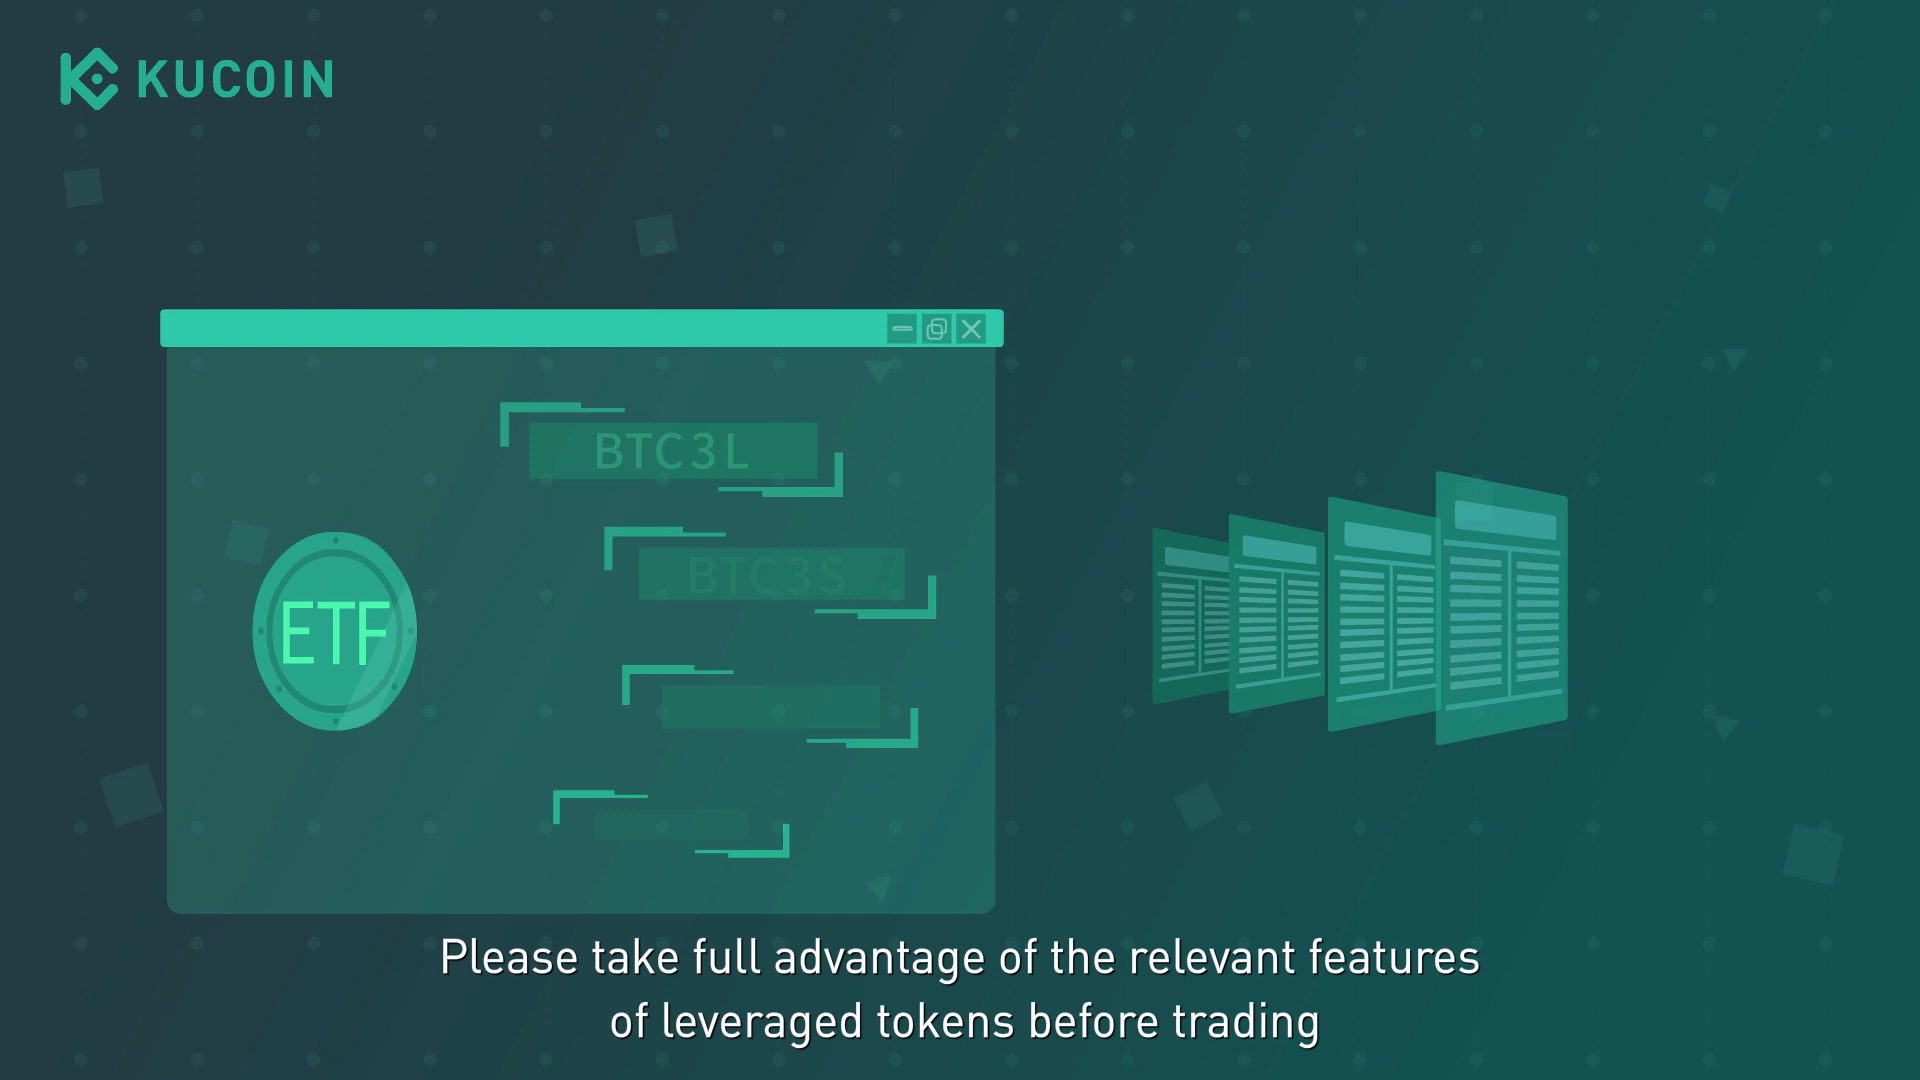 KUCOIN
BTC3L
BTC3S
ETF
Please take full advantage of the relevant features
of leveraged tokens before trading